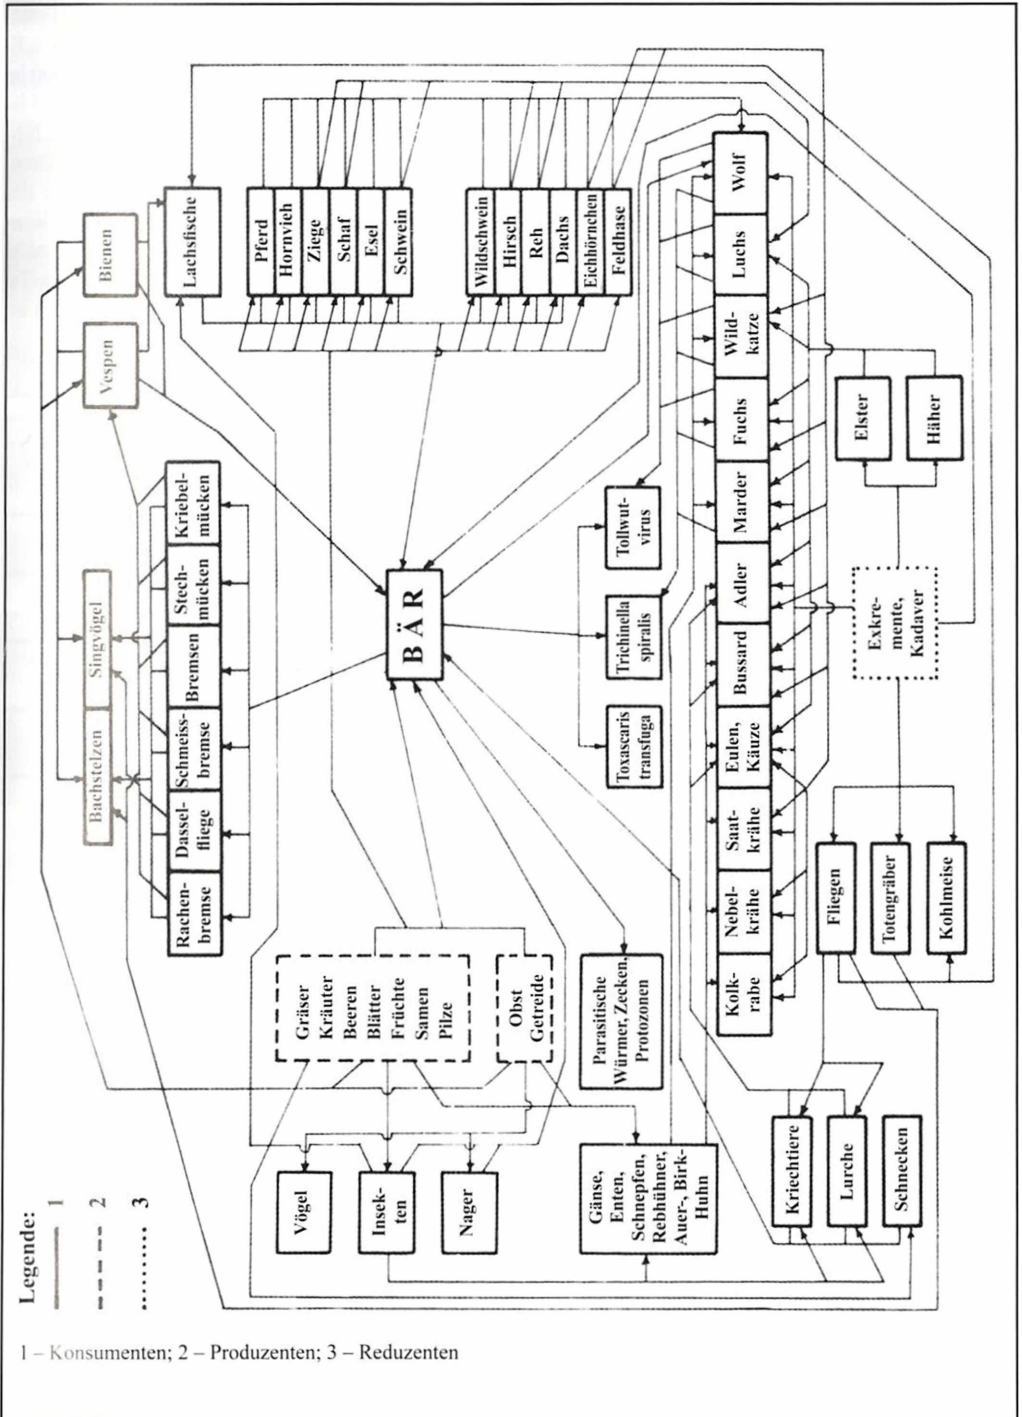 Legende:
1
2
3
Bienen
Vespen
Singvögel
Bachstelzen
Lachsfische
Kriebel-
mücken
Stech-
mücken
Bremsen
Schmeiss-
bremse
Dassel-
fliege
Rachen-
bremse
Pferd
Hornvieh
Ziege
Schaf
Esel
Schwein
Wildschwein
Hirsch
Reh
Dachs
Eichhörnchen
Feldhase
BÄR
Gräser
Kräuter
Beeren
Blätter
Früchte
Samen
Pilze
Obst
Getreide
Vögel
Insek-
ten
Nager
Tollwut-
virus
Trichinella
spiralis
Toxascaris
transfuga
Parasitische
Würmer, Zecken,
Protozonen
Gänse,
Enten,
Schnepfen,
Rebhühner,
Auer-, Birk-
Huhn
Wolf
Luchs
Wild-
katze
Fuchs
Marder
Adler
Bussard
Eulen,
Käuze
Saat-
krähe
Nebel-
krähe
Kolk-
rabe
Elster
Häher
Exkre-
mente,
Kadaver
Fliegen
Totengräber
Kohlmeise
Kriechtiere
Lurche
Schnecken
1 – Konsumenten; 2 – Produzenten; 3 – Reduzenten